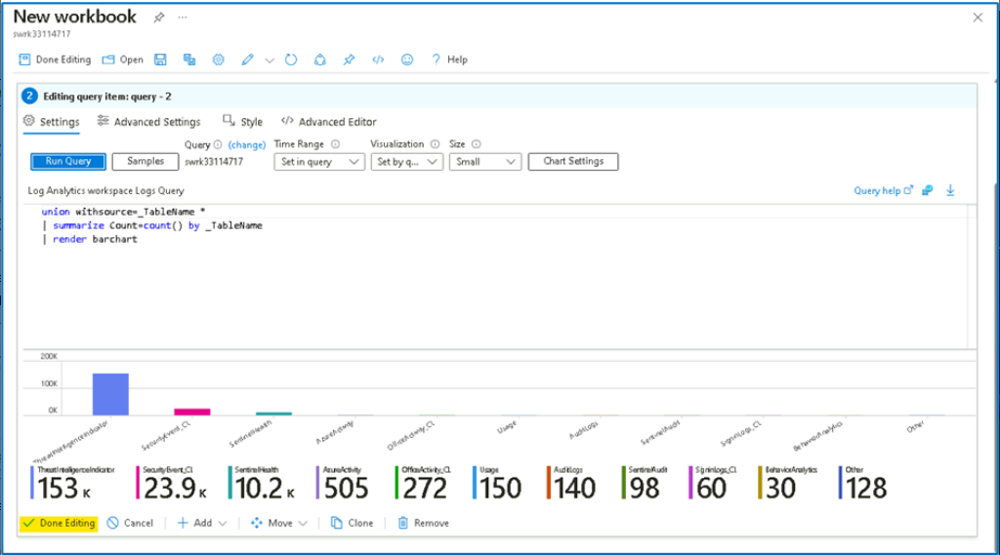 New workbook ...
swrk33114717
Done Editing Open </> ? Help
2 Editing query item: query - 2
Settings Advanced Settings Style </> Advanced Editor
Query (change) Time Range Visualization Size
Run Query Samples swrk33114717 Set in query Set by q... Small Chart Settings
Log Analytics workspace Logs Query Query help
union withsource=_TableName *
| summarize Count=count() by _TableName
| render barchart
200K
100K
0K
ThreatIntelligenceIndicator SecurityEvent_CL SentinelHealth AzureActivity OfficeActivity_CL Usage AuditLogs SentinelAudit SigninLogs_CL BehaviorAnalytics Other
ThreatIntelligenceIndicator SecurityEvent_CL SentinelHealth AzureActivity OfficeActivity_CL Usage AuditLogs SentinelAudit SigninLogs_CL BehaviorAnalytics Other
153 K 23.9 K 10.2 K 505 272 150 140 98 60 30 128
Done Editing Cancel Add Move Clone Remove